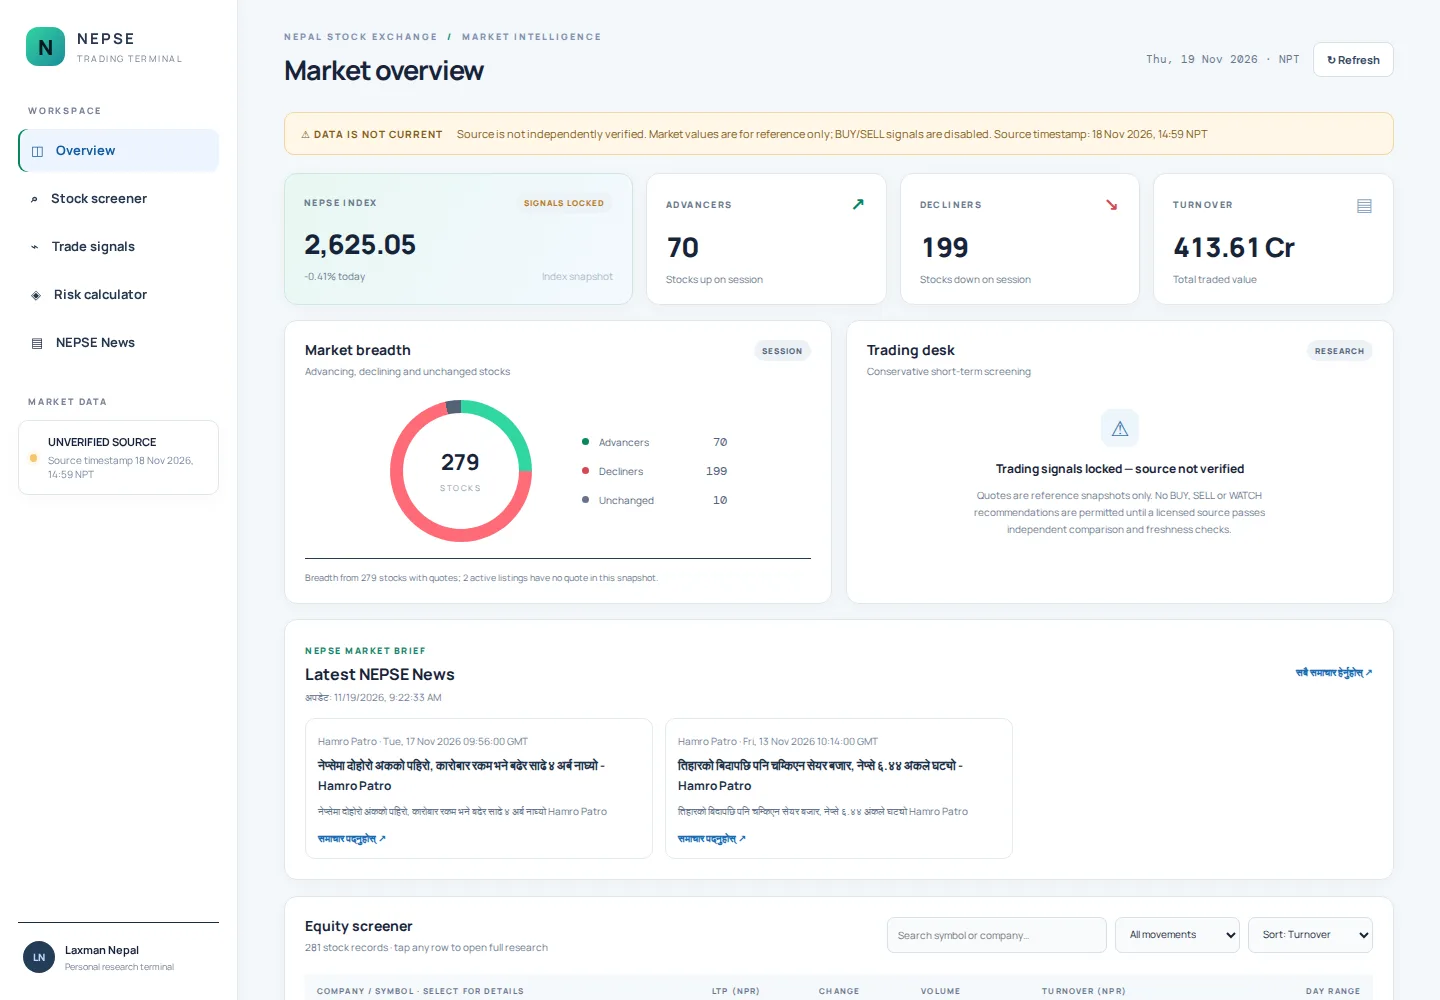 N
NEPSE
TRADING TERMINAL
WORKSPACE
Overview
Stock screener
Trade signals
Risk calculator
NEPSE News
MARKET DATA
UNVERIFIED SOURCE
Source timestamp 18 Nov 2026,
14:59 NPT
LN
Laxman Nepal
Personal research terminal
NEPAL STOCK EXCHANGE / MARKET INTELLIGENCE
Market overview
Thu, 19 Nov 2026 · NPT
↻ Refresh
⚠ DATA IS NOT CURRENT Source is not independently verified. Market values are for reference only; BUY/SELL signals are disabled. Source timestamp: 18 Nov 2026, 14:59 NPT
NEPSE INDEX
SIGNALS LOCKED
2,625.05
-0.41% today
Index snapshot
ADVANCERS ↗
70
Stocks up on session
DECLINERS ↘
199
Stocks down on session
TURNOVER
413.61 Cr
Total traded value
Market breadth
SESSION
Advancing, declining and unchanged stocks
279
STOCKS
Advancers 70
Decliners 199
Unchanged 10
Breadth from 279 stocks with quotes; 2 active listings have no quote in this snapshot.
Trading desk
RESEARCH
Conservative short-term screening
⚠
Trading signals locked — source not verified
Quotes are reference snapshots only. No BUY, SELL or WATCH
recommendations are permitted until a licensed source passes
independent comparison and freshness checks.
NEPSE MARKET BRIEF
Latest NEPSE News
सबै समाचार हेर्नुहोस् ↗
अपडेट: 11/19/2026, 9:22:33 AM
Hamro Patro · Tue, 17 Nov 2026 09:56:00 GMT
नेप्सेमा दोहोरो अंकको पहिरो, कारोबार रकम भने बढेर साढे ४ अर्ब नाघ्यो -
Hamro Patro
नेप्सेमा दोहोरो अंकको पहिरो, कारोबार रकम भने बढेर साढे ४ अर्ब नाघ्यो Hamro Patro
समाचार पढ्नुहोस् ↗
Hamro Patro · Fri, 13 Nov 2026 10:14:00 GMT
तिहारको बिदापछि पनि चम्किएन सेयर बजार, नेप्से ६.४४ अंकले घट्यो -
Hamro Patro
तिहारको बिदापछि पनि चम्किएन सेयर बजार, नेप्से ६.४४ अंकले घट्यो Hamro Patro
समाचार पढ्नुहोस् ↗
Equity screener
281 stock records · tap any row to open full research
Search symbol or company...
All movements
Sort: Turnover
COMPANY / SYMBOL · SELECT FOR DETAILS LTP (NPR) CHANGE VOLUME TURNOVER (NPR) DAY RANGE